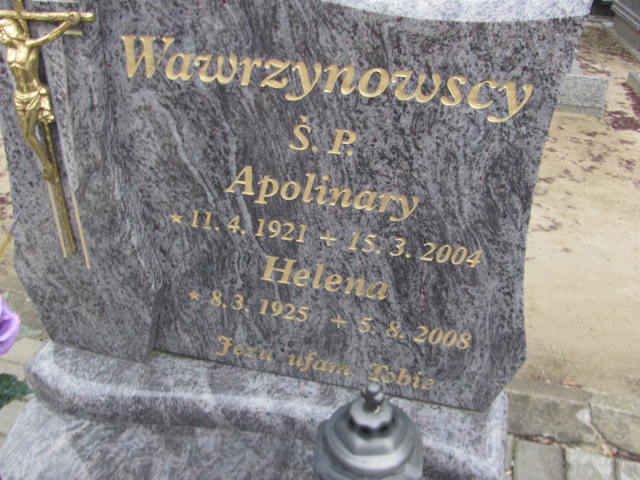 Wawrzynowscy
Ś. P.
Apolinary
* 11. 4. 1921 + 15. 3. 2004
Helena
* 8. 3. 1925 + 5. 8. 2008
Jezu ufam Tobie